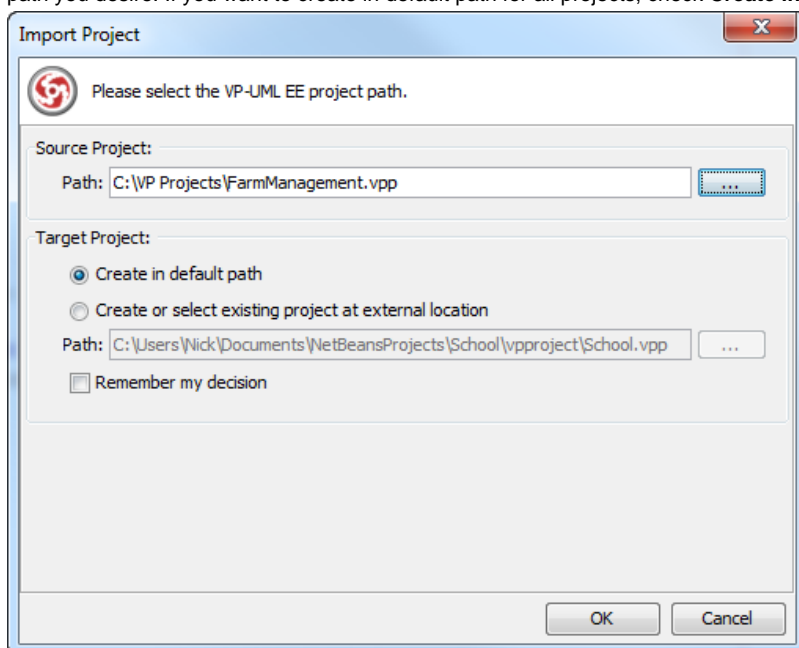 path you desire. If you want to create in default path for all projects, check Create in
Import Project
Please select the VP-UML EE project path.
Source Project:
Path: C:\VP Projects\FarmManagement.vpp ...
Target Project:
Create in default path
Create or select existing project at external location
Path: C:\Users\Nick\Documents\NetBeansProjects\School\vpproject\School.vpp ...
Remember my decision
OK Cancel